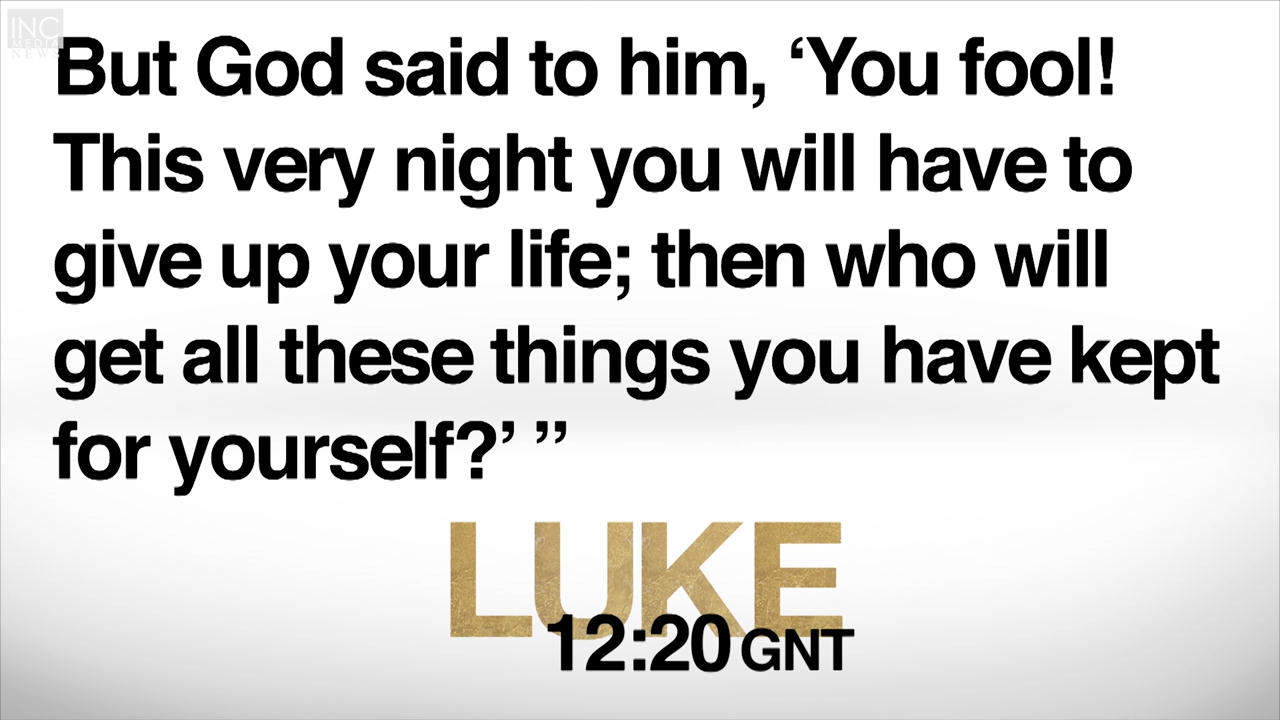 INC
MEDIA
NEWS
But God said to him, ‘You fool!
This very night you will have to
give up your life; then who will
get all these things you have kept
for yourself?’ ”
LUKE
12:20 GNT